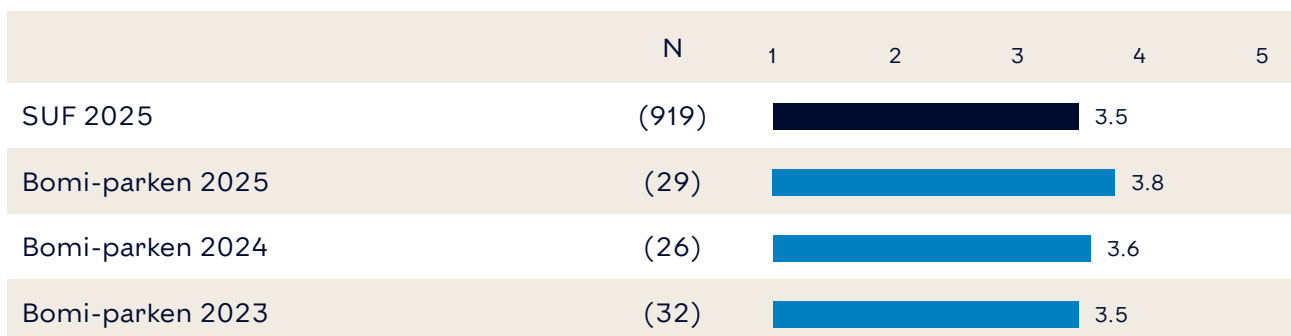 N 1 2 3 4 5
SUF 2025 (919) 3.5
Bomi-parken 2025 (29) 3.8
Bomi-parken 2024 (26) 3.6
Bomi-parken 2023 (32) 3.5